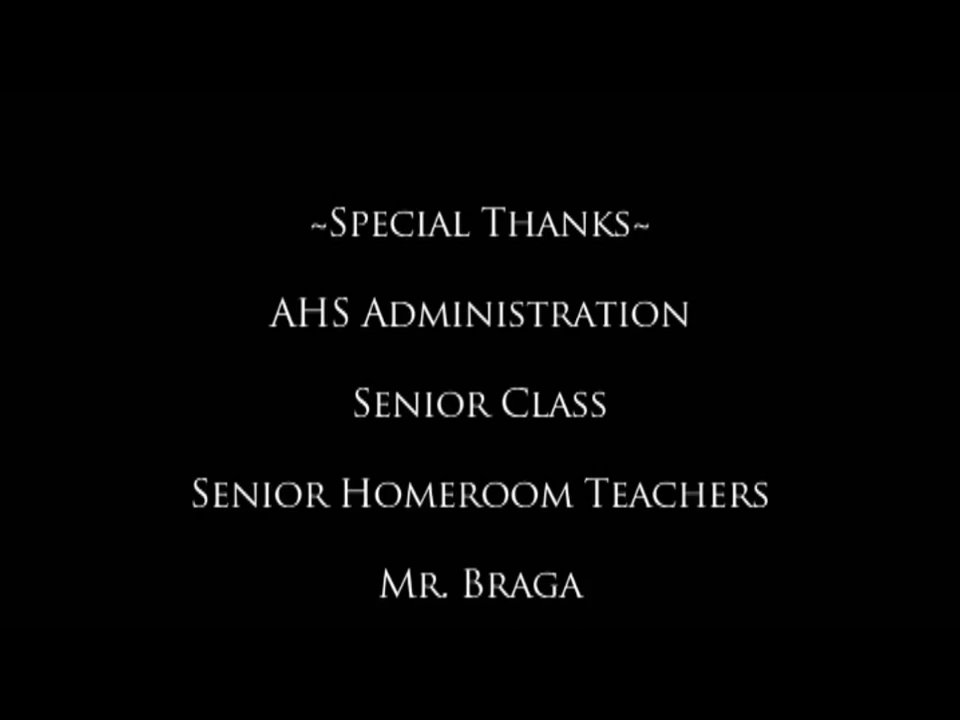 ~Special Thanks~
AHS Administration
Senior Class
Senior Homeroom Teachers
Mr. Braga